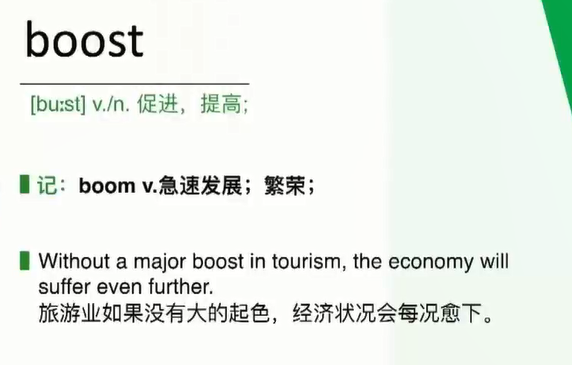 boost
[bu:st] v./n. 促进，提高;
记：boom v.急速发展；繁荣；
Without a major boost in tourism, the economy will
suffer even further.
旅游业如果没有大的起色，经济状况会每况愈下。